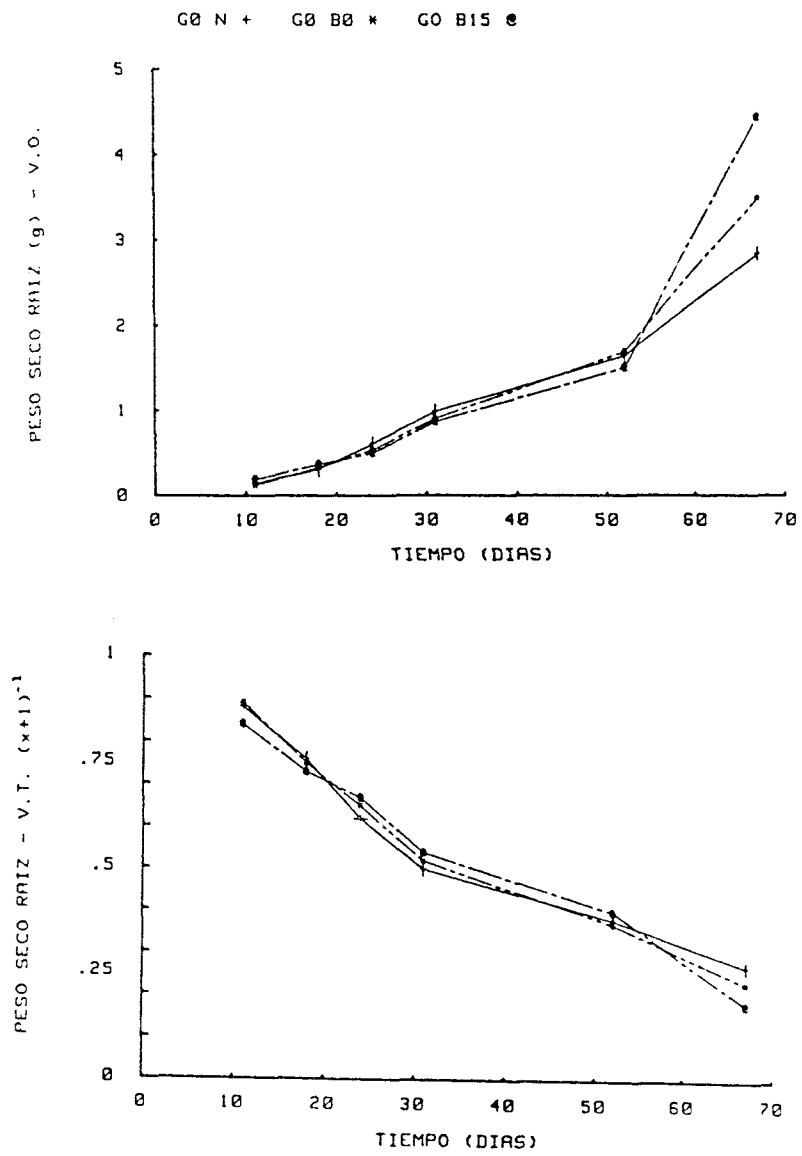 G0 N + G0 B0 * GO B15 @
PESO SECO RAIZ (g) - V.O.
5
4
3
2
1
0
0 10 20 30 40 50 60 70
TIEMPO (DIAS)
PESO SECO RAIZ - V.T. (x+1)⁻¹
1
.75
.5
.25
0
0 10 20 30 40 50 60 70
TIEMPO (DIAS)